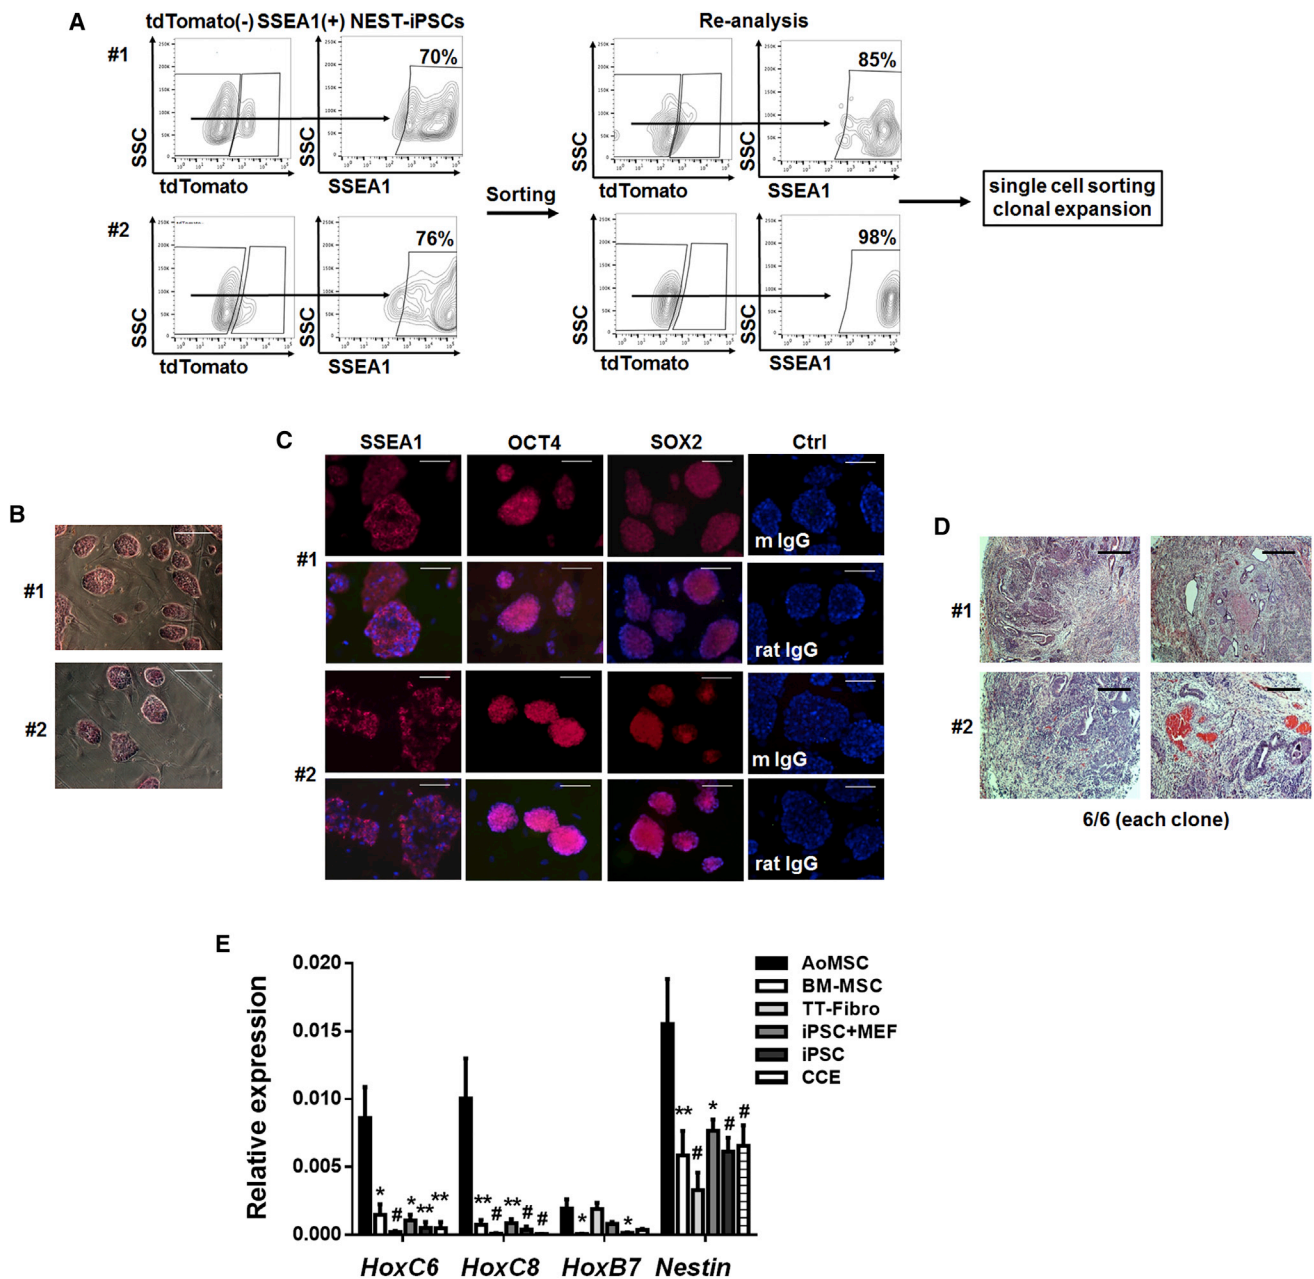 A
tdTomato(-) SSEA1(+) NEST-iPSCs
Re-analysis
#1
70%
85%
SSC
SSC
SSC
SSC
tdTomato
SSEA1
tdTomato
SSEA1
Sorting
single cell sorting
clonal expansion
#2
76%
98%
SSC
SSC
SSC
SSC
tdTomato
SSEA1
tdTomato
SSEA1
B
#1
#2
C
SSEA1 OCT4 SOX2 Ctrl
#1
m IgG
rat IgG
#2
m IgG
rat IgG
D
#1
#2
6/6 (each clone)
E
Relative expression
0.020
0.015
0.010
0.005
0.000
* # * ** **
** # ** # #
* *
** # * # #
HoxC6 HoxC8 HoxB7 Nestin
AoMSC
BM-MSC
TT-Fibro
iPSC+MEF
iPSC
CCE